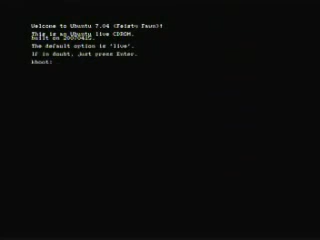 Welcome to Ubuntu 7.04 (Feisty Fawn)!
This is an Ubuntu live CDROM.
built on 20070415.
The default option is 'live'.
If in doubt, just press Enter.
yboot: